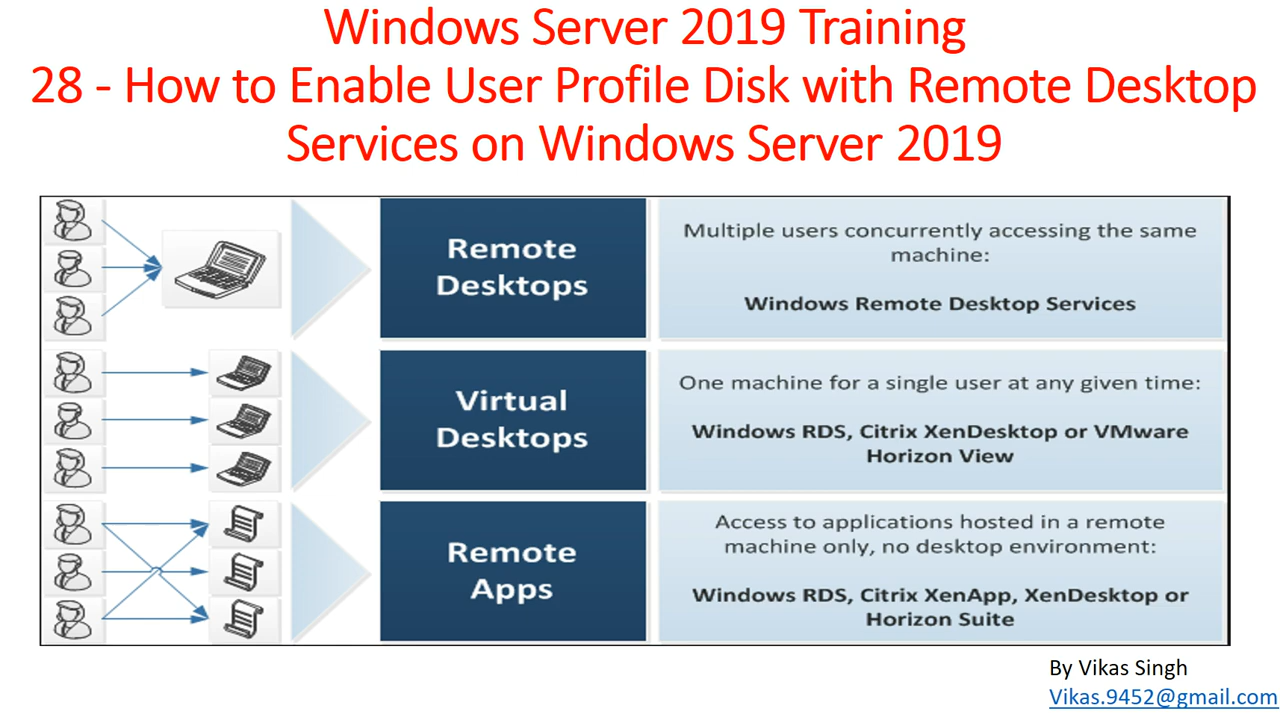 Windows Server 2019 Training
28 - How to Enable User Profile Disk with Remote Desktop
Services on Windows Server 2019
Remote
Desktops
Multiple users concurrently accessing the same
machine:
Windows Remote Desktop Services
Virtual
Desktops
One machine for a single user at any given time:
Windows RDS, Citrix XenDesktop or VMware
Horizon View
Remote
Apps
Access to applications hosted in a remote
machine only, no desktop environment:
Windows RDS, Citrix XenApp, XenDesktop or
Horizon Suite
By Vikas Singh
Vikas.9452@gmail.com